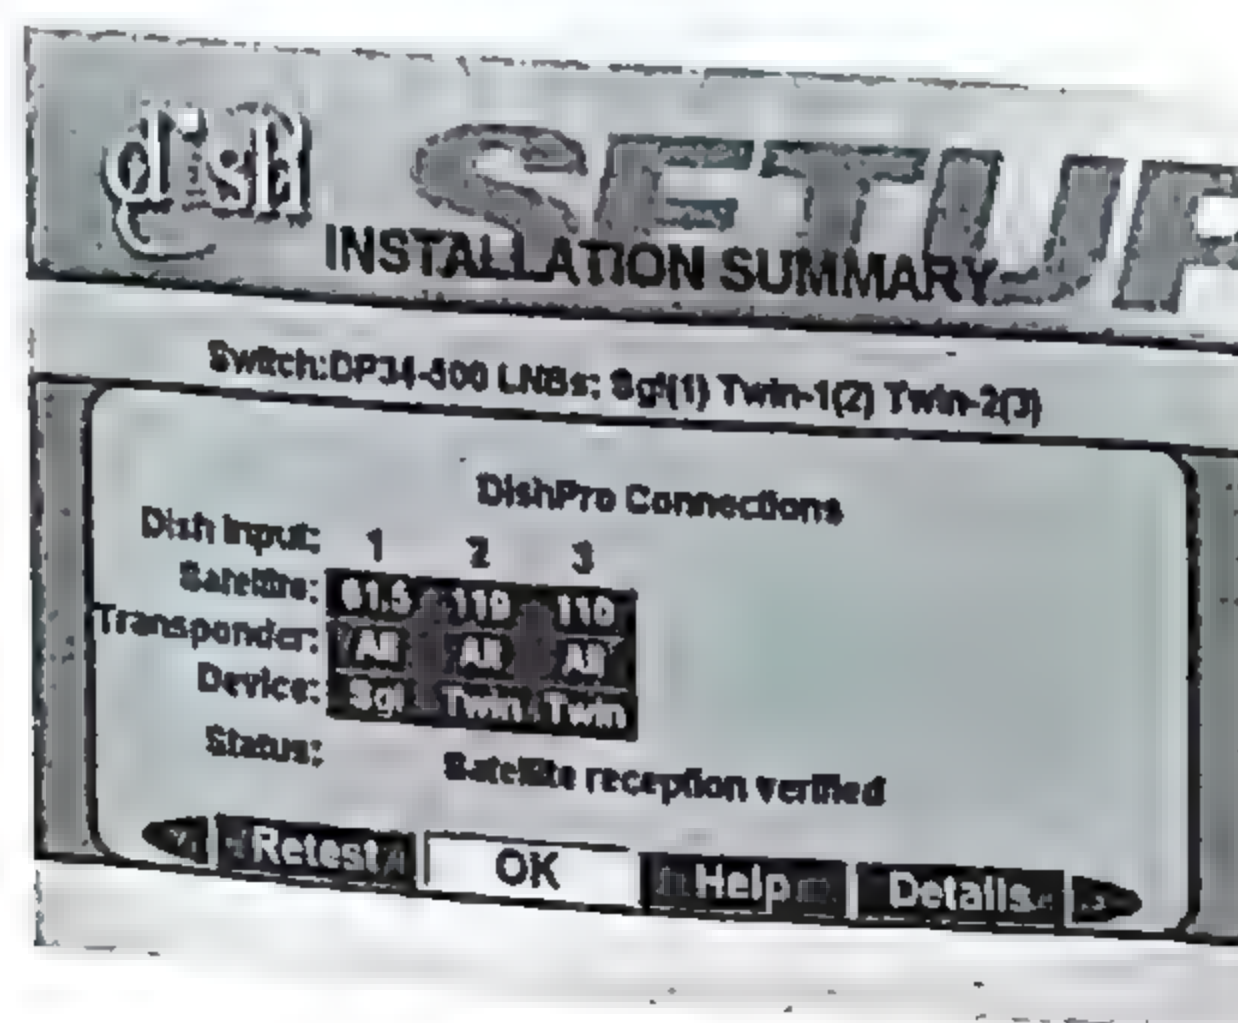 dish SETUP
INSTALLATION SUMMARY
Switch:DP34-500 LNBs: Sgl(1) Twin-1(2) Twin-2(3)
DishPro Connections
Dish Input: 1 2 3
Satellite: 61.5 119 110
Transponder: All All All
Device: Sgl Twin Twin
Status: Satellite reception verified
Retest OK Help Details